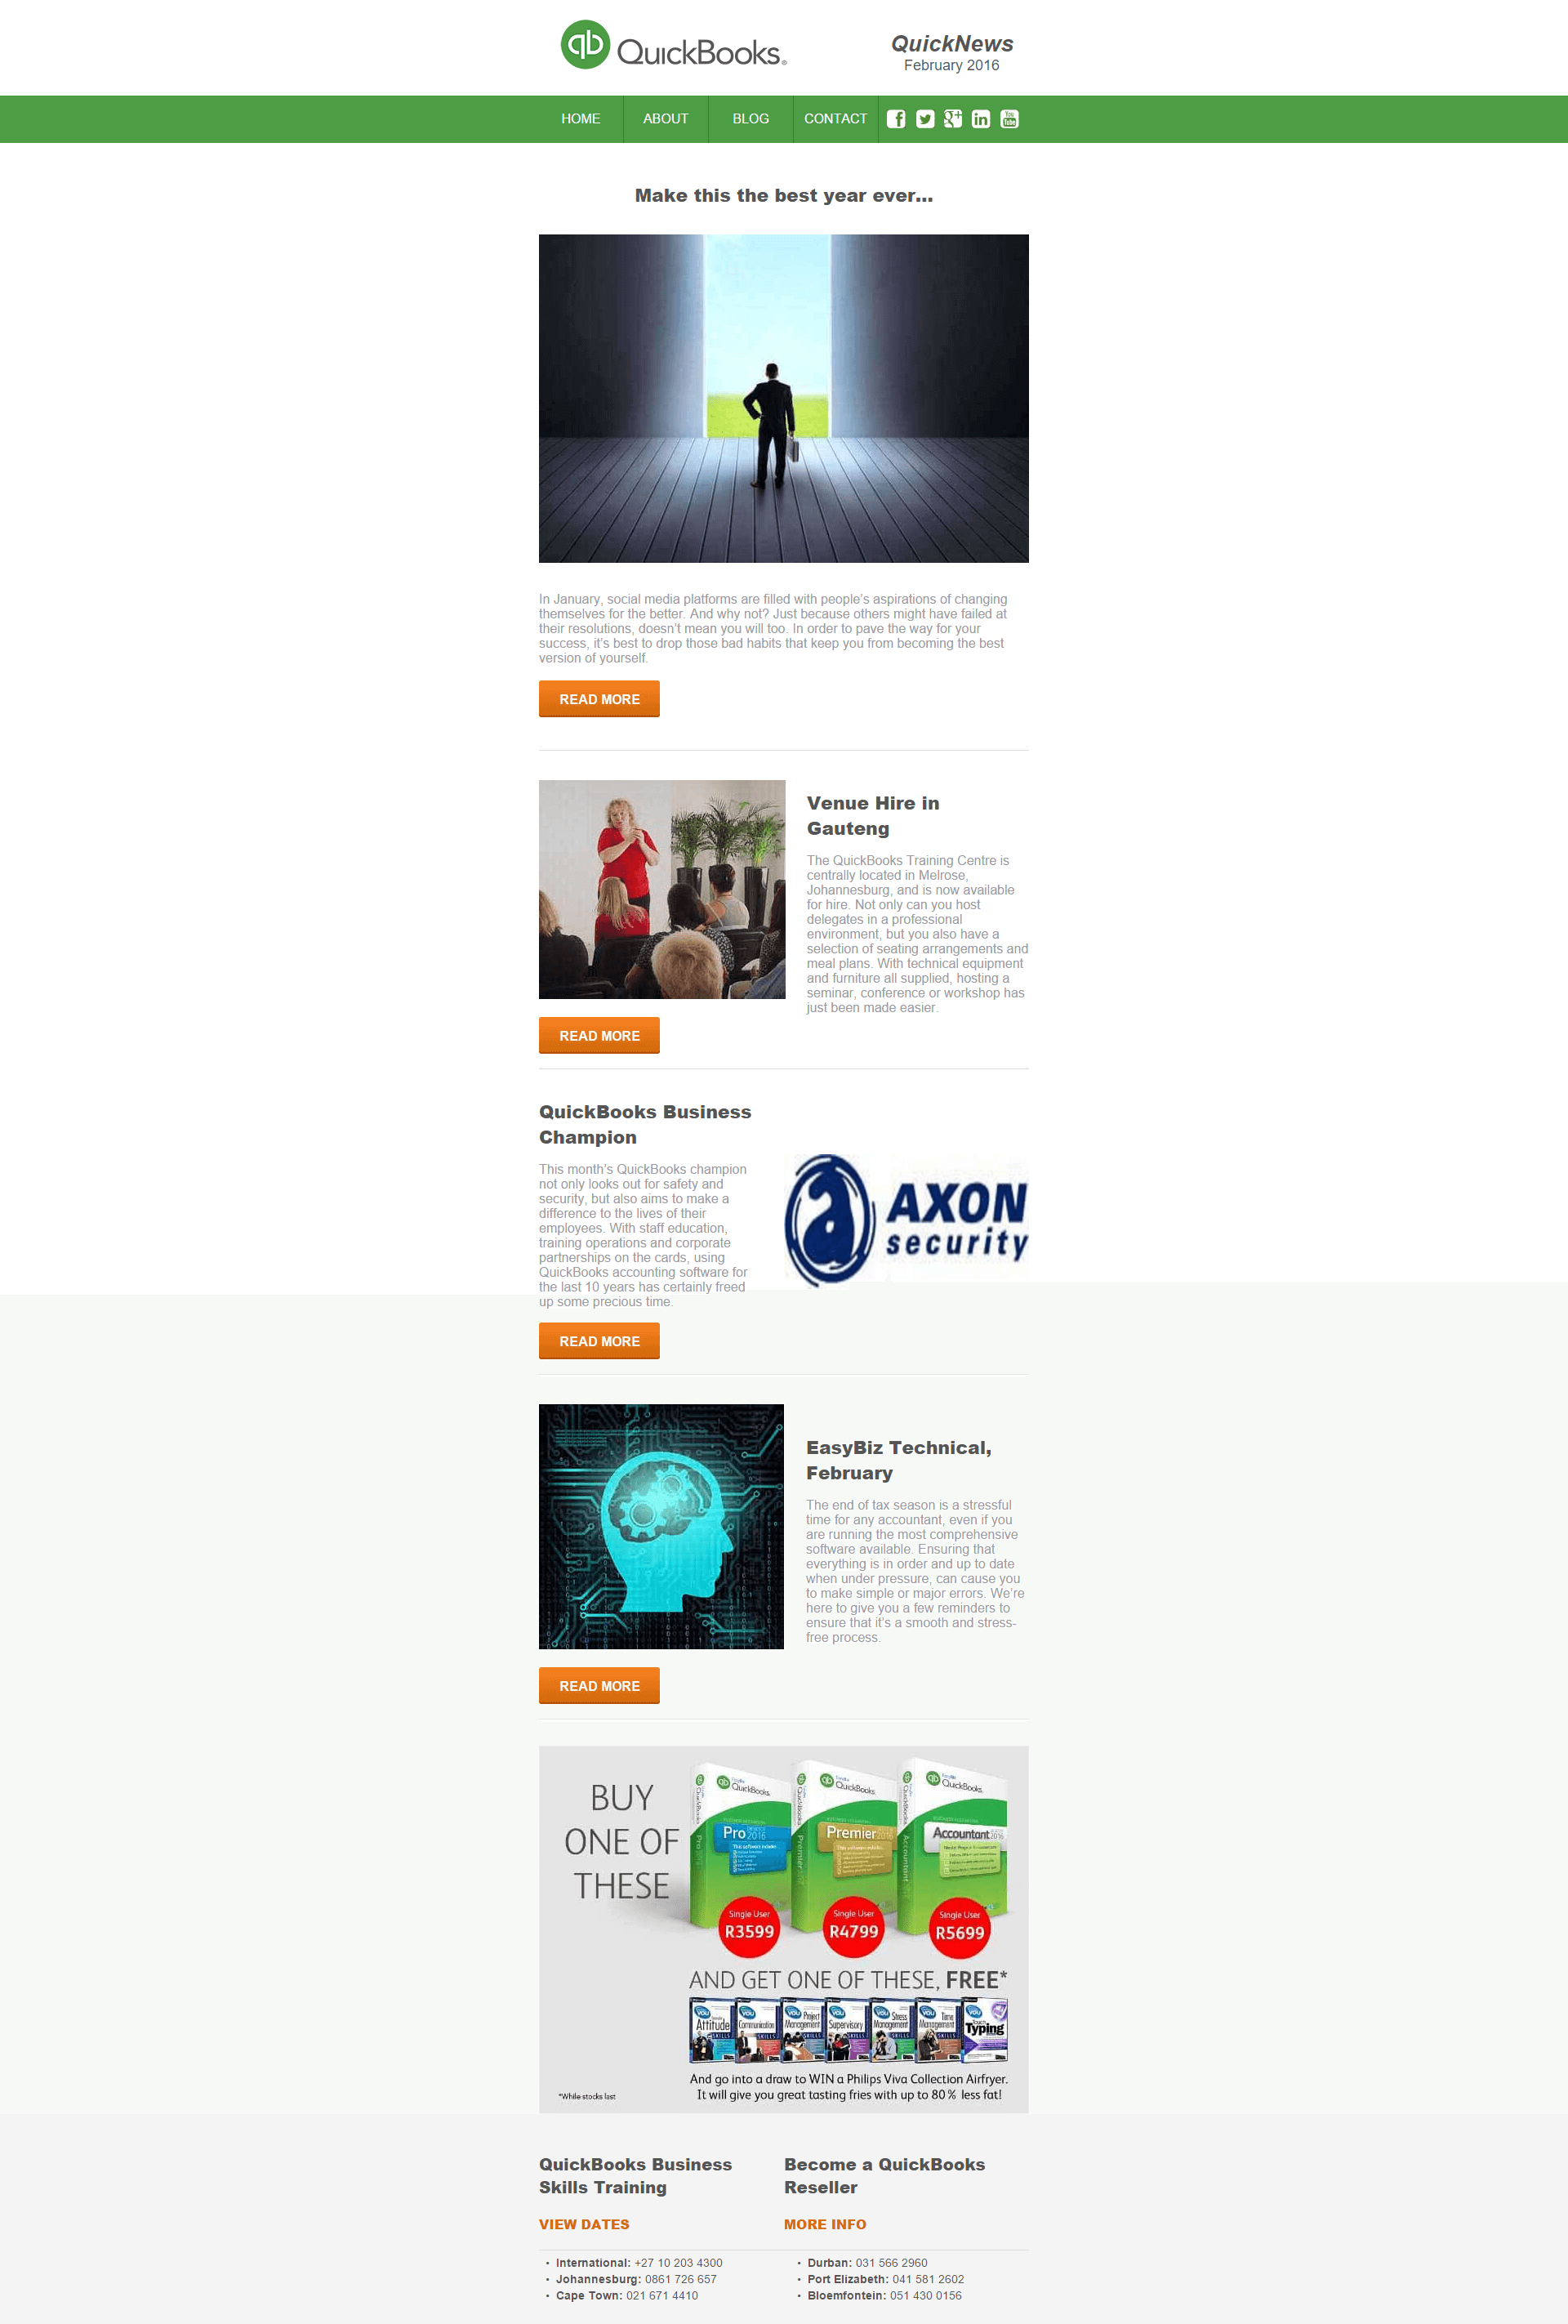 qb QuickBooks.
QuickNews
February 2016
HOME
ABOUT
BLOG
CONTACT
Make this the best year ever...
In January, social media platforms are filled with people's aspirations of changing
themselves for the better. And why not? Just because others might have failed at
their resolutions, doesn't mean you will too. In order to pave the way for your
success, it's best to drop those bad habits that keep you from becoming the best
version of yourself.
READ MORE
Venue Hire in
Gauteng
The QuickBooks Training Centre is
centrally located in Melrose,
Johannesburg, and is now available
for hire. Not only can you host
delegates in a professional
environment, but you also have a
selection of seating arrangements and
meal plans. With technical equipment
and furniture all supplied, hosting a
seminar, conference or workshop has
just been made easier.
READ MORE
QuickBooks Business
Champion
This month's QuickBooks champion
not only looks out for safety and
security, but also aims to make a
difference to the lives of their
employees. With staff education,
training operations and corporate
partnerships on the cards, using
QuickBooks accounting software for
the last 10 years has certainly freed
up some precious time.
a AXON
security
READ MORE
EasyBiz Technical,
February
The end of tax season is a stressful
time for any accountant, even if you
are running the most comprehensive
software available. Ensuring that
everything is in order and up to date
when under pressure, can cause you
to make simple or major errors. We're
here to give you a few reminders to
ensure that it's a smooth and stress-
free process.
READ MORE
BUY
ONE OF
THESE
QuickBooks.
QuickBooks.
QuickBooks.
Pro 2016
Premier 2016
Accountant 2016
Single User
R3599
Single User
R4799
Single User
R5699
AND GET ONE OF THESE, FREE*
Attitude SKILLS
Communication SKILLS
Project Management SKILLS
Supervisory SKILLS
Stress Management SKILLS
Time Management SKILLS
Touch Typing
And go into a draw to WIN a Philips Viva Collection Airfryer.
It will give you great tasting fries with up to 80% less fat!
*While stocks last
QuickBooks Business
Skills Training
VIEW DATES
Become a QuickBooks
Reseller
MORE INFO
• International: +27 10 203 4300
• Johannesburg: 0861 726 657
• Cape Town: 021 671 4410
• Durban: 031 566 2960
• Port Elizabeth: 041 581 2602
• Bloemfontein: 051 430 0156